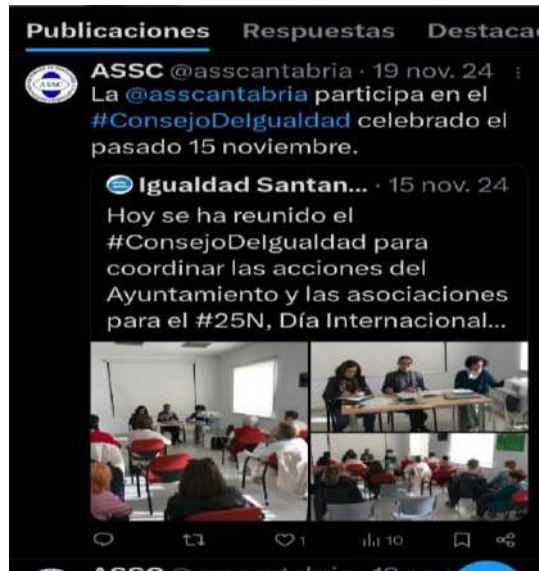 Publicaciones Respuestas Destaca
ASSC @asscantabria · 19 nov. 24
La @asscantabria participa en el
#ConsejoDeIgualdad celebrado el
pasado 15 noviembre.
Igualdad Santan... · 15 nov. 24
Hoy se ha reunido el
#ConsejoDeIgualdad para
coordinar las acciones del
Ayuntamiento y las asociaciones
para el #25N, Día Internacional...
1 10